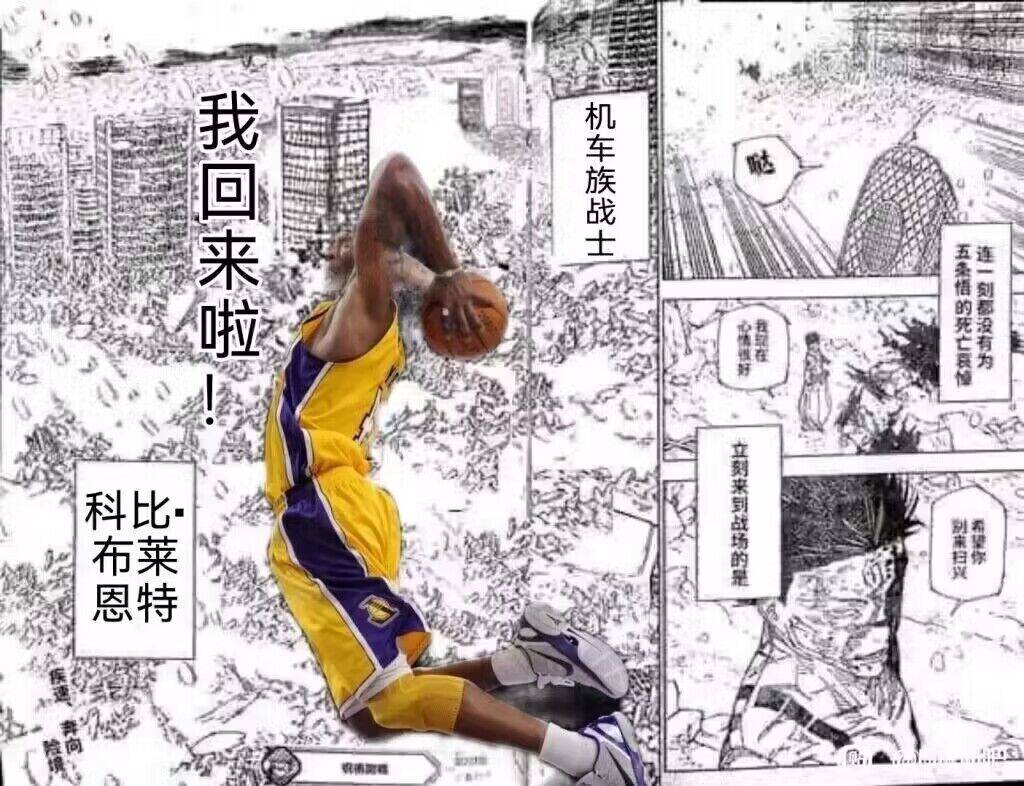 哒
连一刻都没有为
五条悟的死亡哀悼
我现在
心情很好
立刻来到战场的是
希望你
别来扫兴
机车族战士
我回来啦！
科比▪
布莱
恩特
疾速、奔向
险境